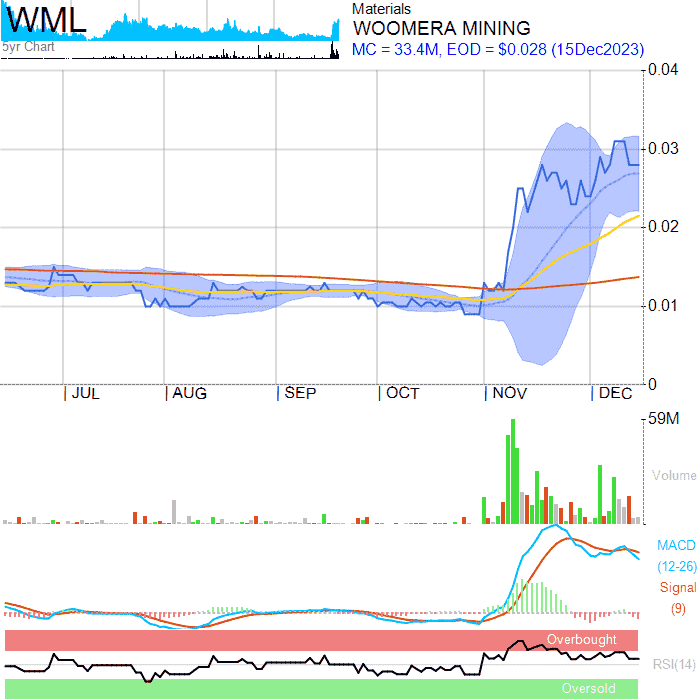 WML
5yr Chart
Materials
WOOMERA MINING
MC = 33.4M, EOD = $0.028 (15Dec2023)
0.04
0.03
0.02
0.01
0
JUL
AUG
SEP
OCT
NOV
DEC
59M
Volume
MACD
(12-26)
Signal
(9)
Overbought
RSI(14)
Oversold